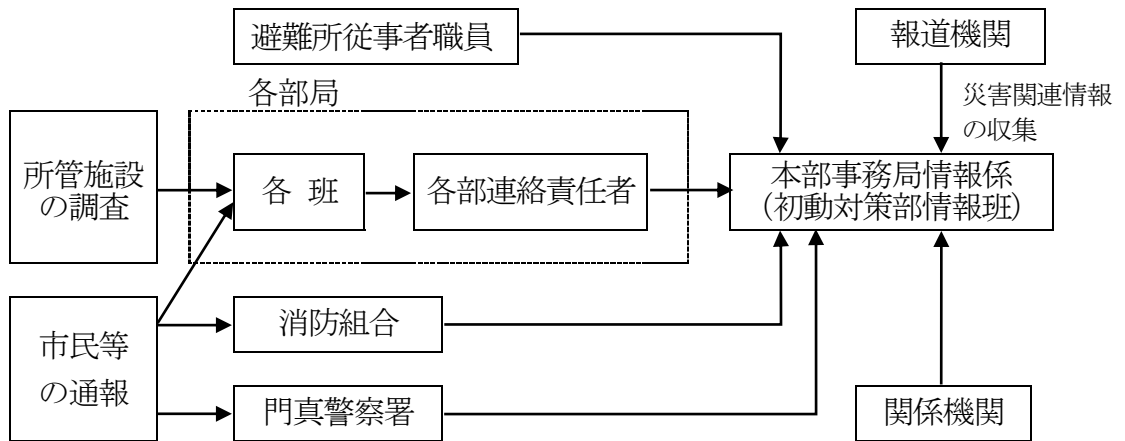 避難所従事者職員
報道機関
各部局
災害関連情報
の収集
所管施設
の調査
各 班
各部連絡責任者
本部事務局情報係
（初動対策部情報班）
市民等
の通報
消防組合
門真警察署
関係機関